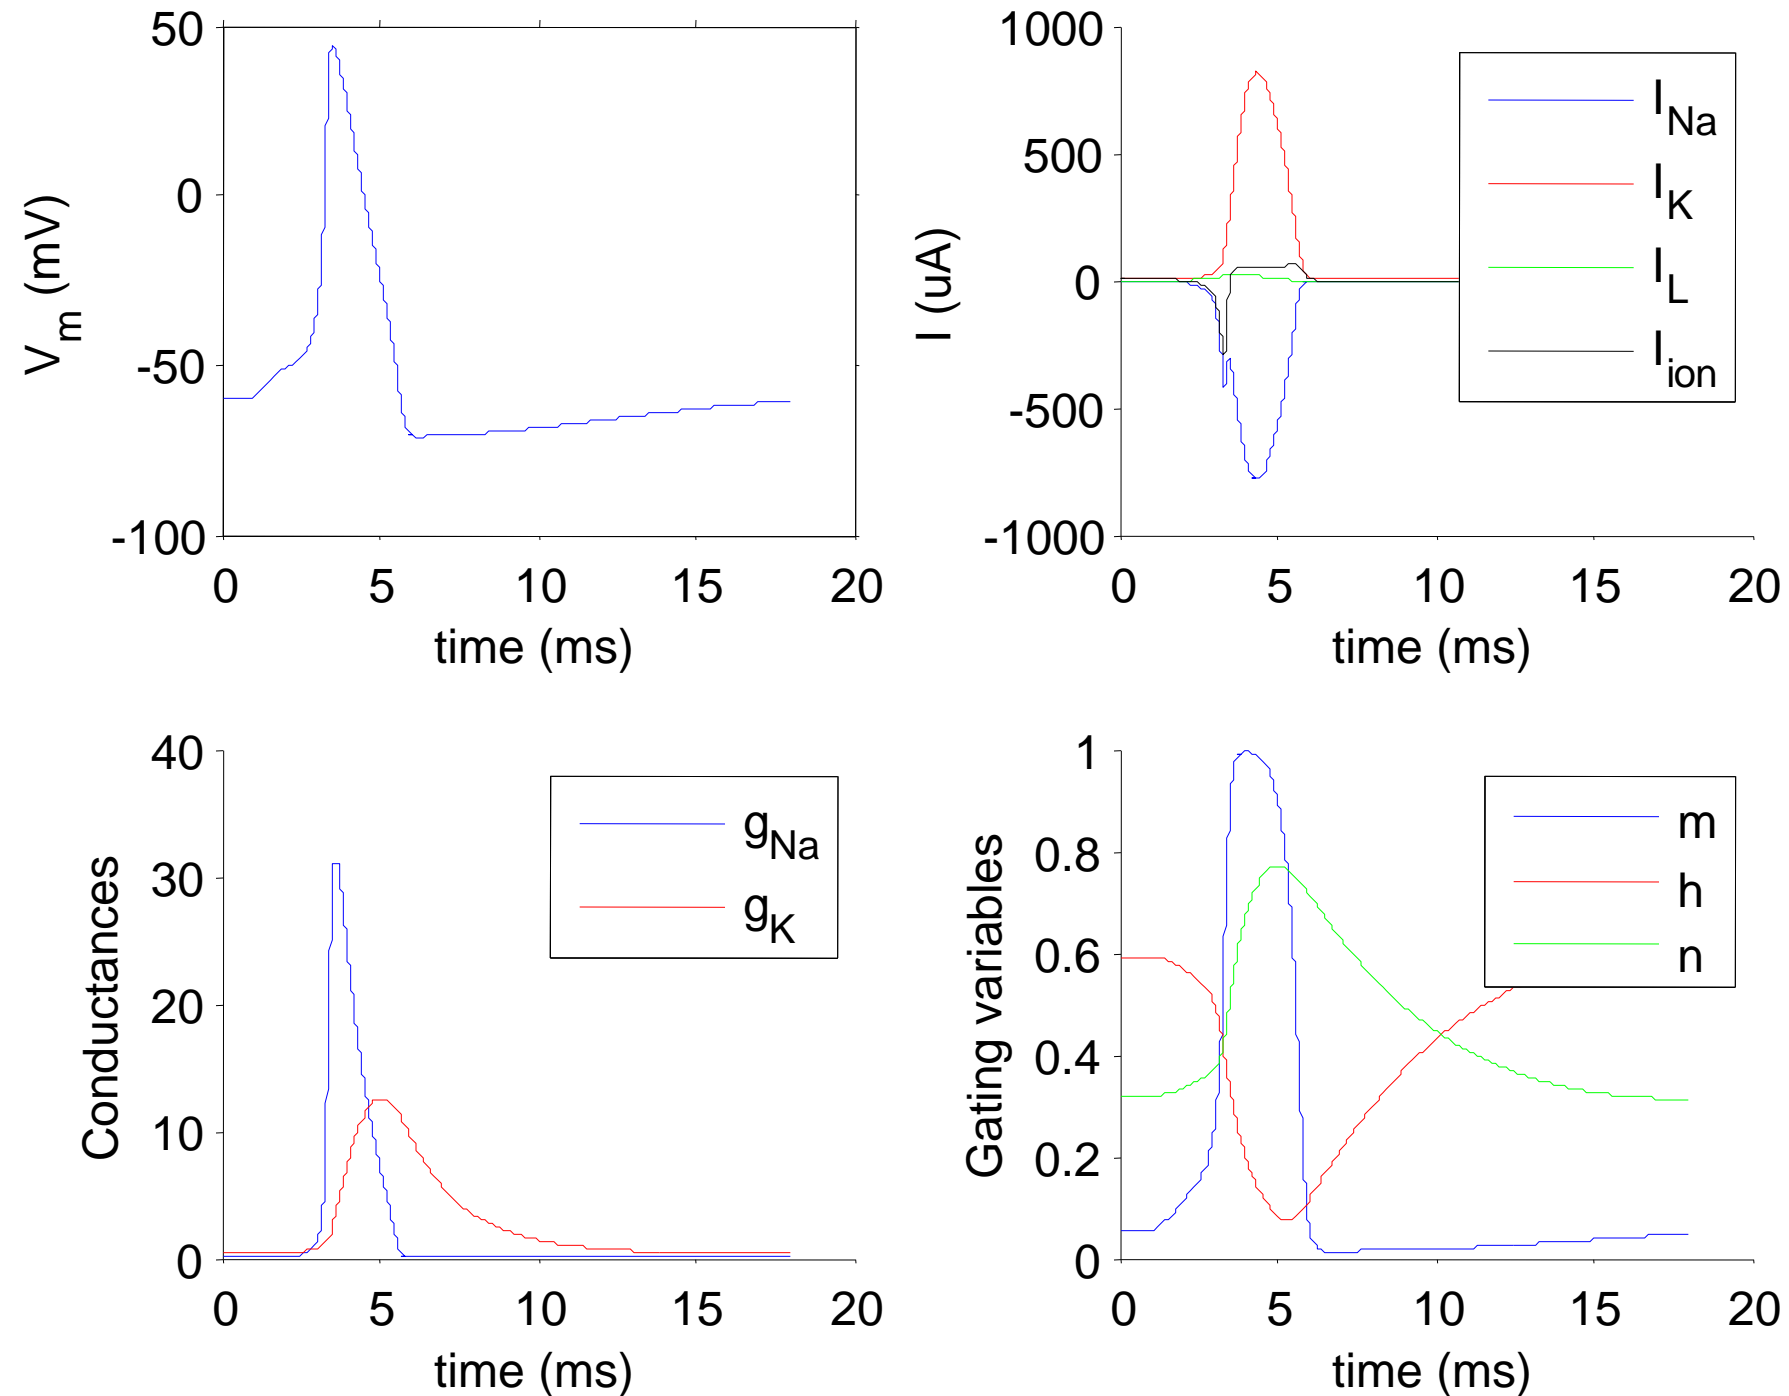 50
0
-50
-100
V_m (mV)
0 5 10 15 20
time (ms)
1000
500
0
-500
-1000
I (uA)
0 5 10 15 20
time (ms)
I_Na
I_K
I_L
I_ion
40
30
20
10
0
Conductances
0 5 10 15 20
time (ms)
g_Na
g_K
1
0.8
0.6
0.4
0.2
0
Gating variables
0 5 10 15 20
time (ms)
m
h
n